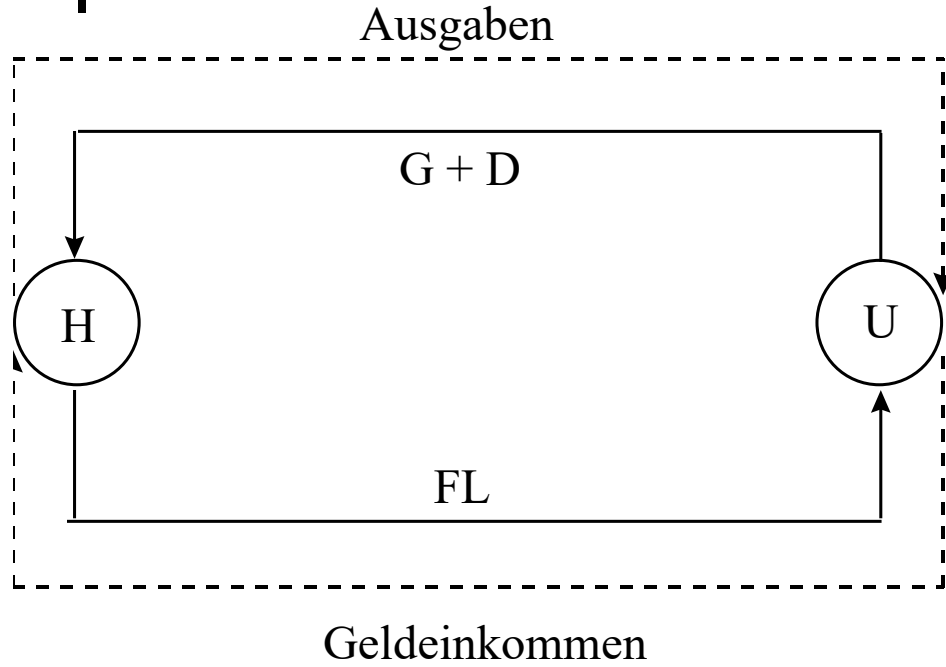 Ausgaben
G + D
H
U
FL
Geldeinkommen